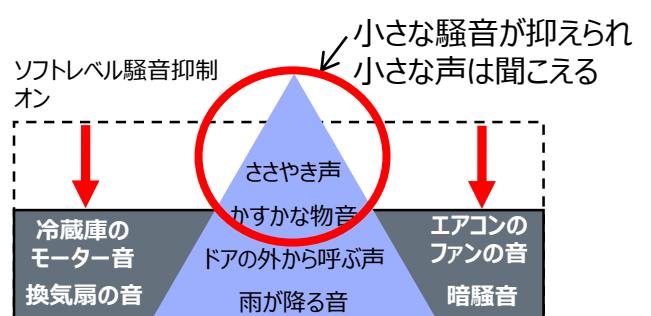 小さな騒音が抑えられ
小さな声は聞こえる
ソフトレベル騒音抑制
オン
ささやき声
かすかな物音
ドアの外から呼ぶ声
雨が降る音
冷蔵庫の
モーター音
換気扇の音
エアコンの
ファンの音
暗騒音